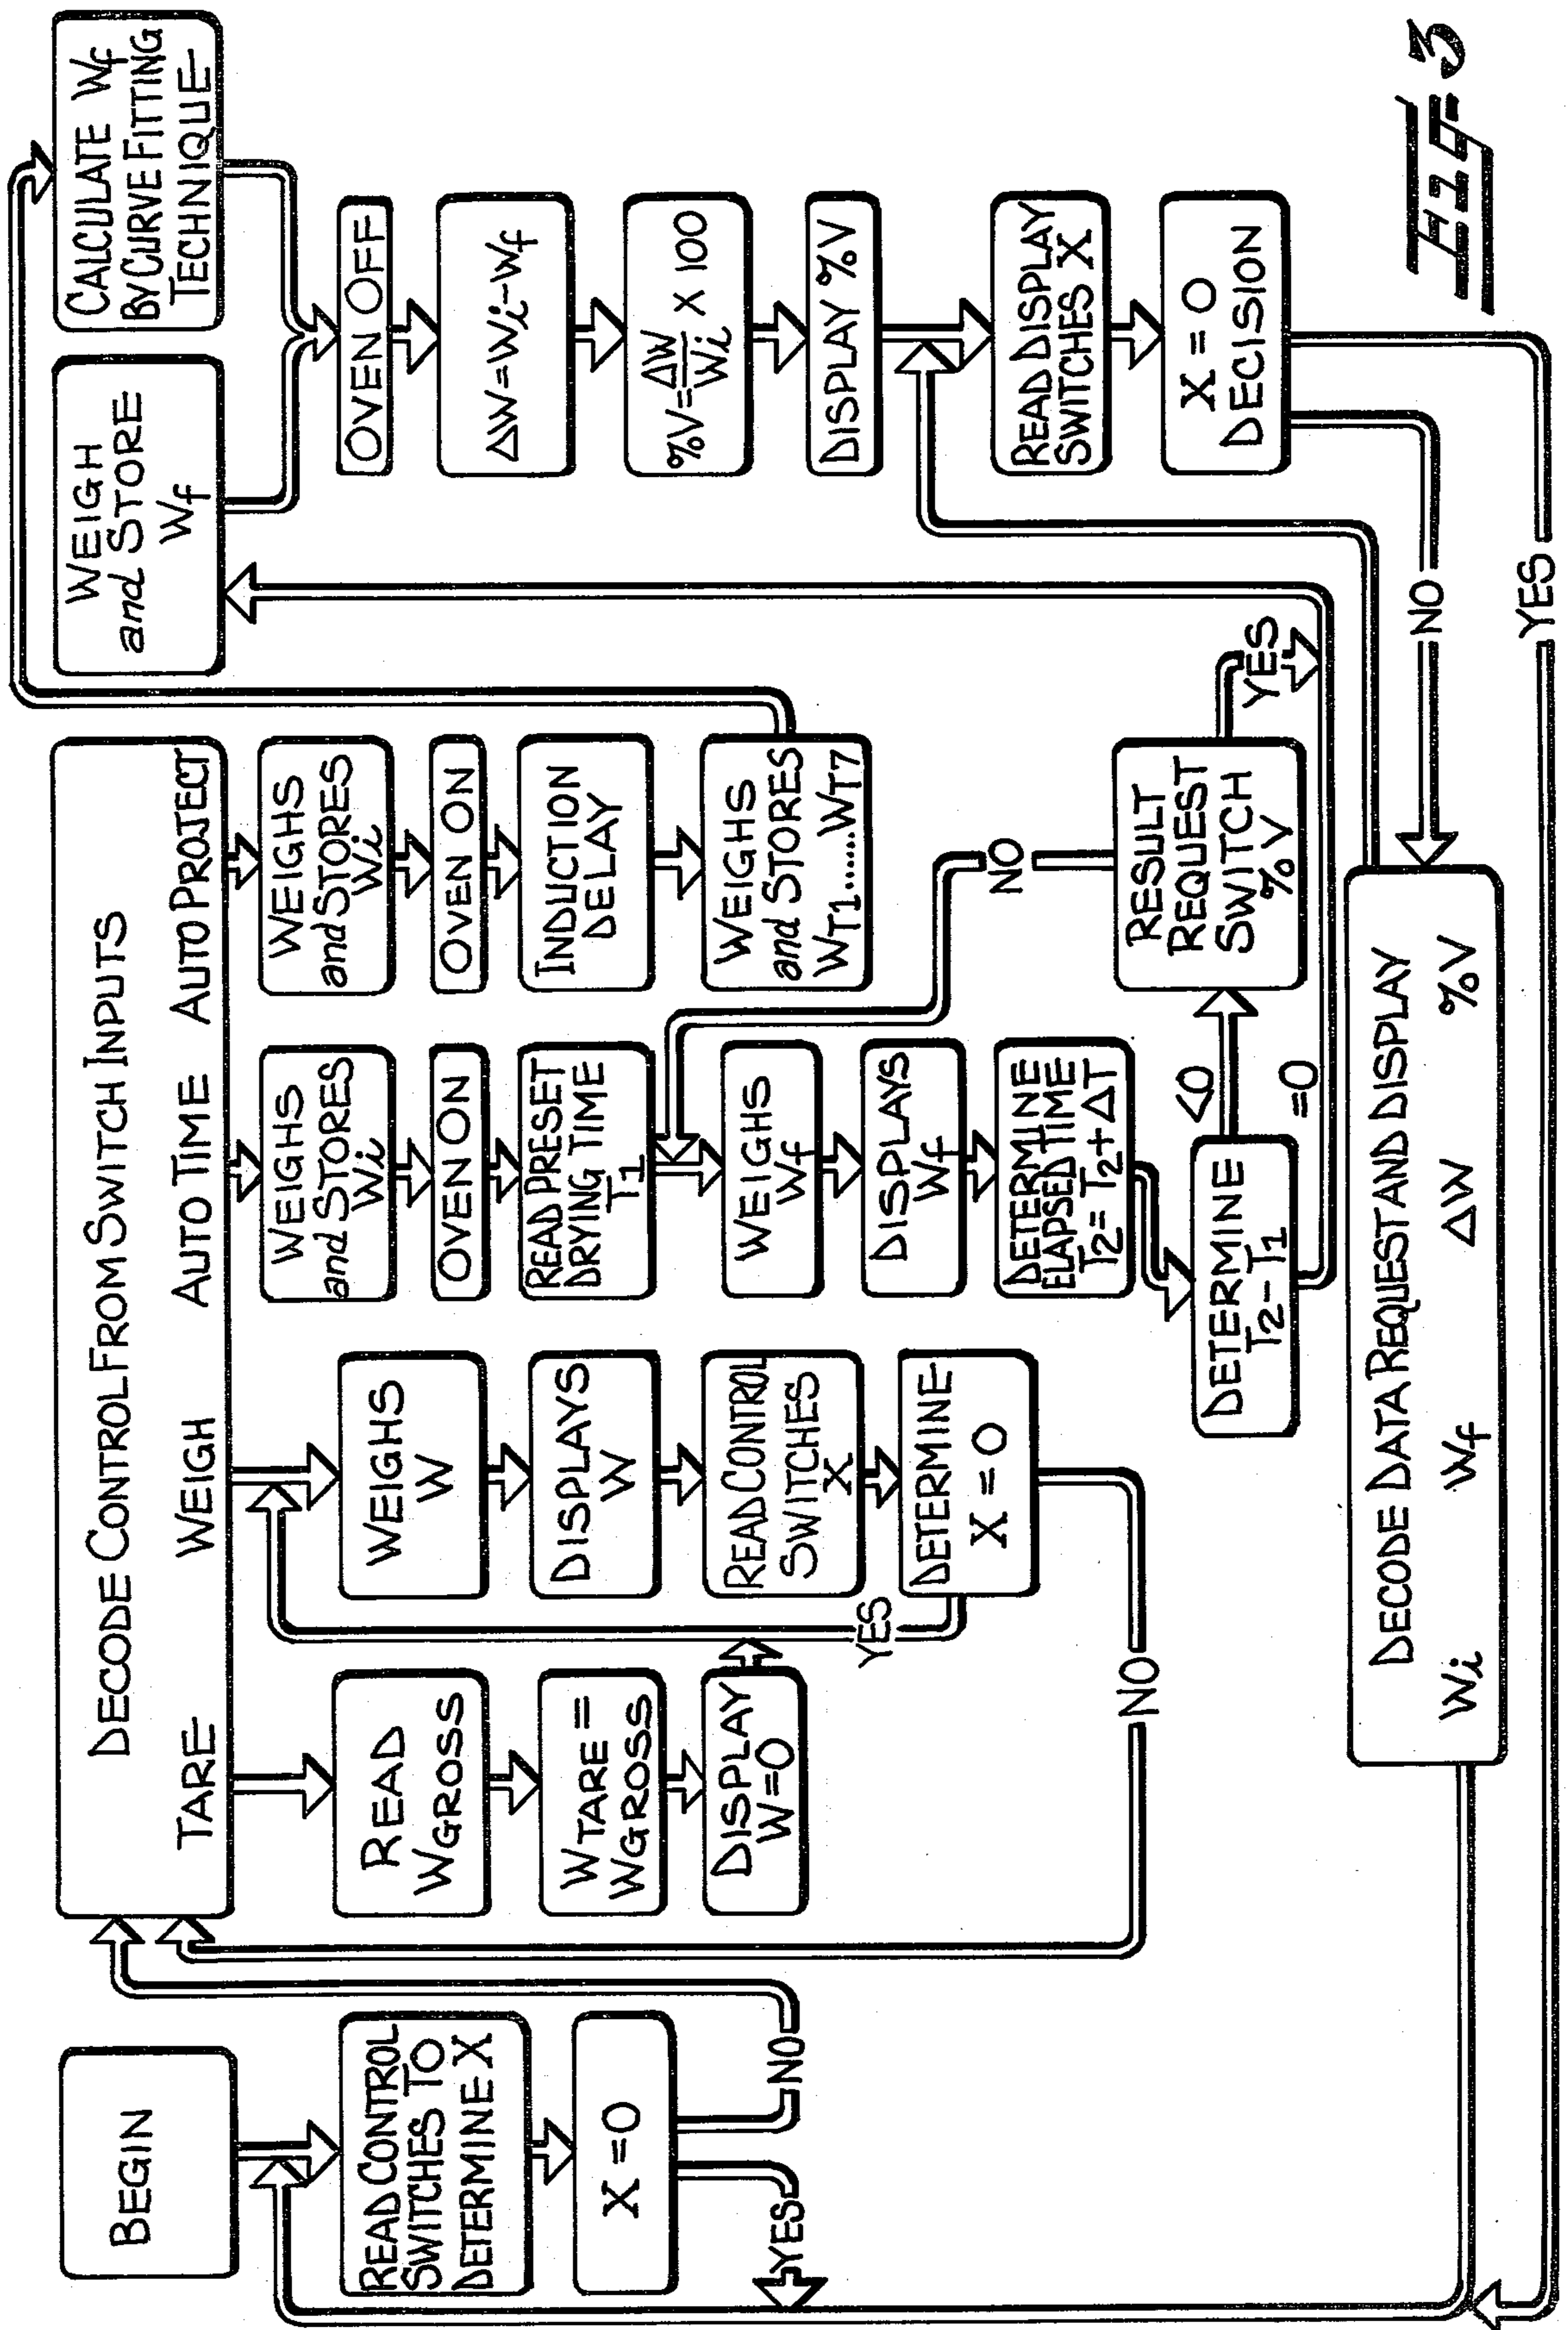 BEGIN
READ CONTROL
SWITCHES TO
DETERMINE X
X = 0
YES
NO
DECODE CONTROL FROM SWITCH INPUTS
TARE WEIGH AUTO TIME AUTO PROJECT
READ
WGROSS
WTARE =
WGROSS
DISPLAY
W=0
WEIGHS
W
DISPLAYS
W
READ CONTROL
SWITCHES
X
DETERMINE
X = 0
YES
NO
WEIGHS
and STORES
Wi
OVEN ON
READ PRESET
DRYING TIME
T1
WEIGHS
Wf
DISPLAYS
Wf
DETERMINE
ELAPSED TIME
T2 = T2 + ΔT
DETERMINE
T2 - T1
<0
=0
WEIGHS
and STORES
Wi
OVEN ON
INDUCTION
DELAY
WEIGHS
and STORES
WT1......WT7
NO
RESULT
REQUEST
SWITCH
% V
YES
WEIGH
and STORE
Wf
CALCULATE Wf
BY CURVE FITTING
TECHNIQUE
OVEN OFF
ΔW = Wi - Wf
%V = ΔW/Wi X 100
DISPLAY %V
READ DISPLAY
SWITCHES X
X = 0
DECISION
NO
YES
DECODE DATA REQUEST AND DISPLAY
Wi Wf ΔW %V
Fig-3